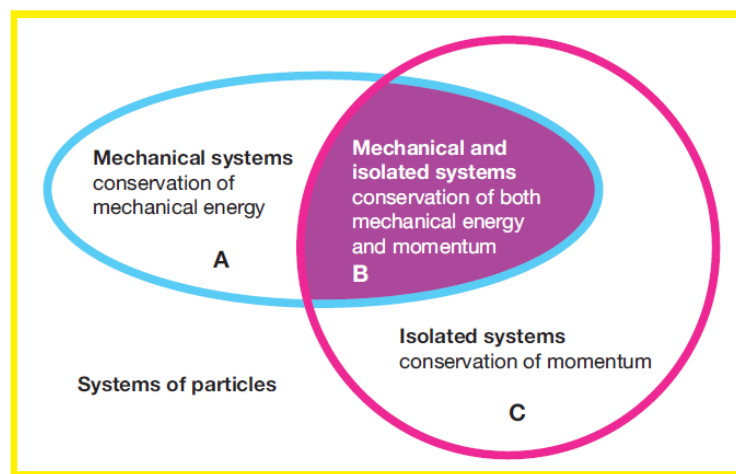 Mechanical systems
conservation of
mechanical energy
A
Mechanical and
isolated systems
conservation of both
mechanical energy
and momentum
B
Isolated systems
conservation of momentum
C
Systems of particles